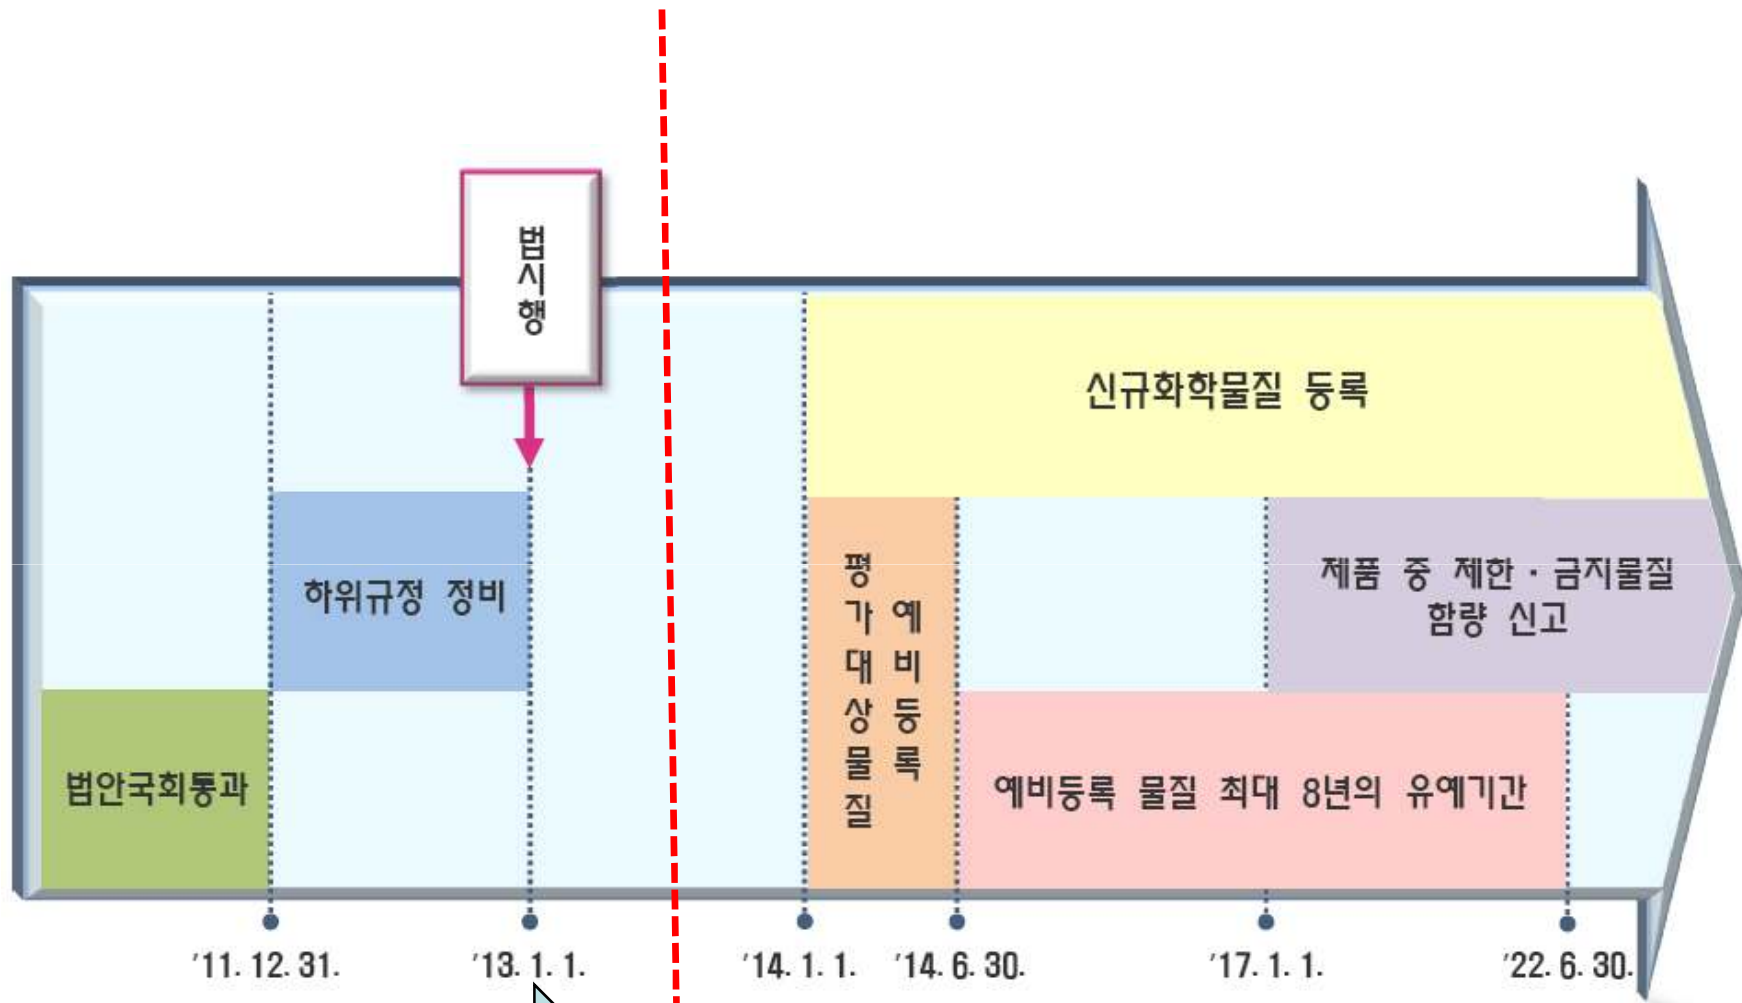 법시행
신규화학물질 등록
하위규정 정비
평가대상물질
예비등록
제품 중 제한·금지물질
함량 신고
법안국회통과
예비등록 물질 최대 8년의 유예기간
'11. 12. 31.
'13. 1. 1.
'14. 1. 1.
'14. 6. 30.
'17. 1. 1.
'22. 6. 30.